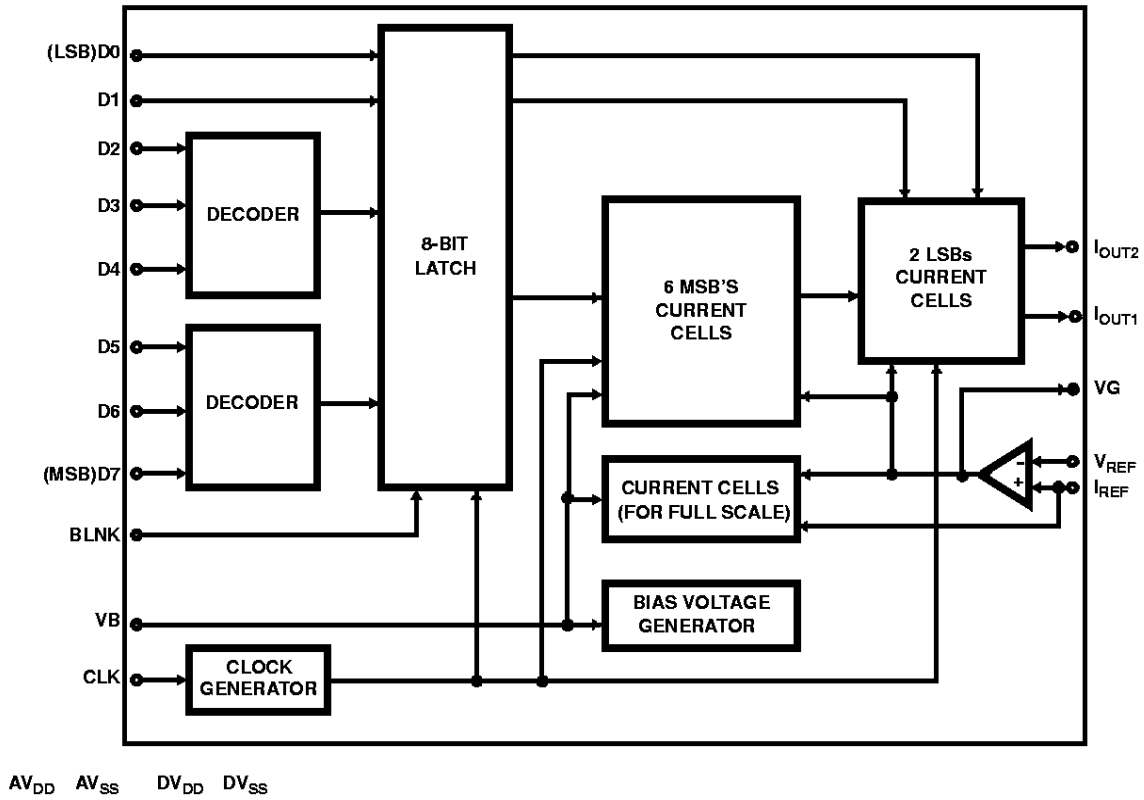 (LSB)D0
D1
D2
D3
D4
D5
D6
(MSB)D7
BLNK
VB
CLK
DECODER
DECODER
CLOCK
GENERATOR
8-BIT
LATCH
6 MSB'S
CURRENT
CELLS
CURRENT CELLS
(FOR FULL SCALE)
BIAS VOLTAGE
GENERATOR
2 LSBs
CURRENT
CELLS
-
+
IOUT2
IOUT1
VG
VREF
IREF
AVDD AVSS DVDD DVSS